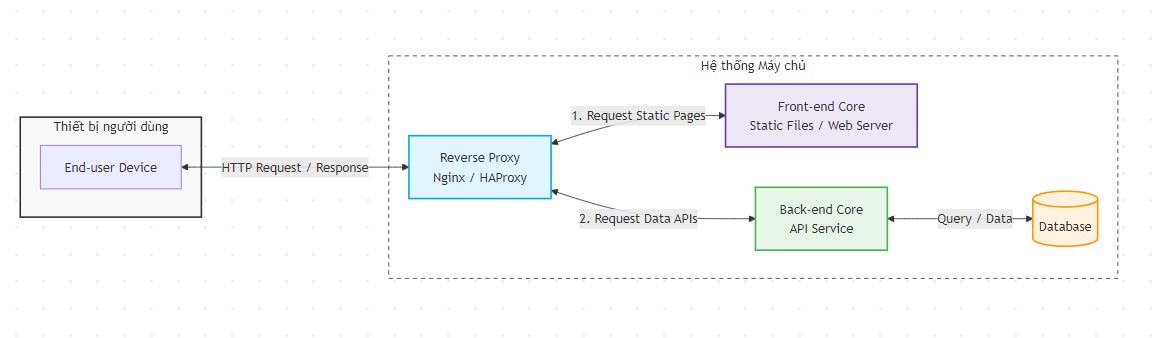 Hệ thống Máy chủ
Thiết bị người dùng
End-user Device
HTTP Request / Response
Reverse Proxy
Nginx / HAProxy
1. Request Static Pages
Front-end Core
Static Files / Web Server
2. Request Data APIs
Back-end Core
API Service
Query / Data
Database